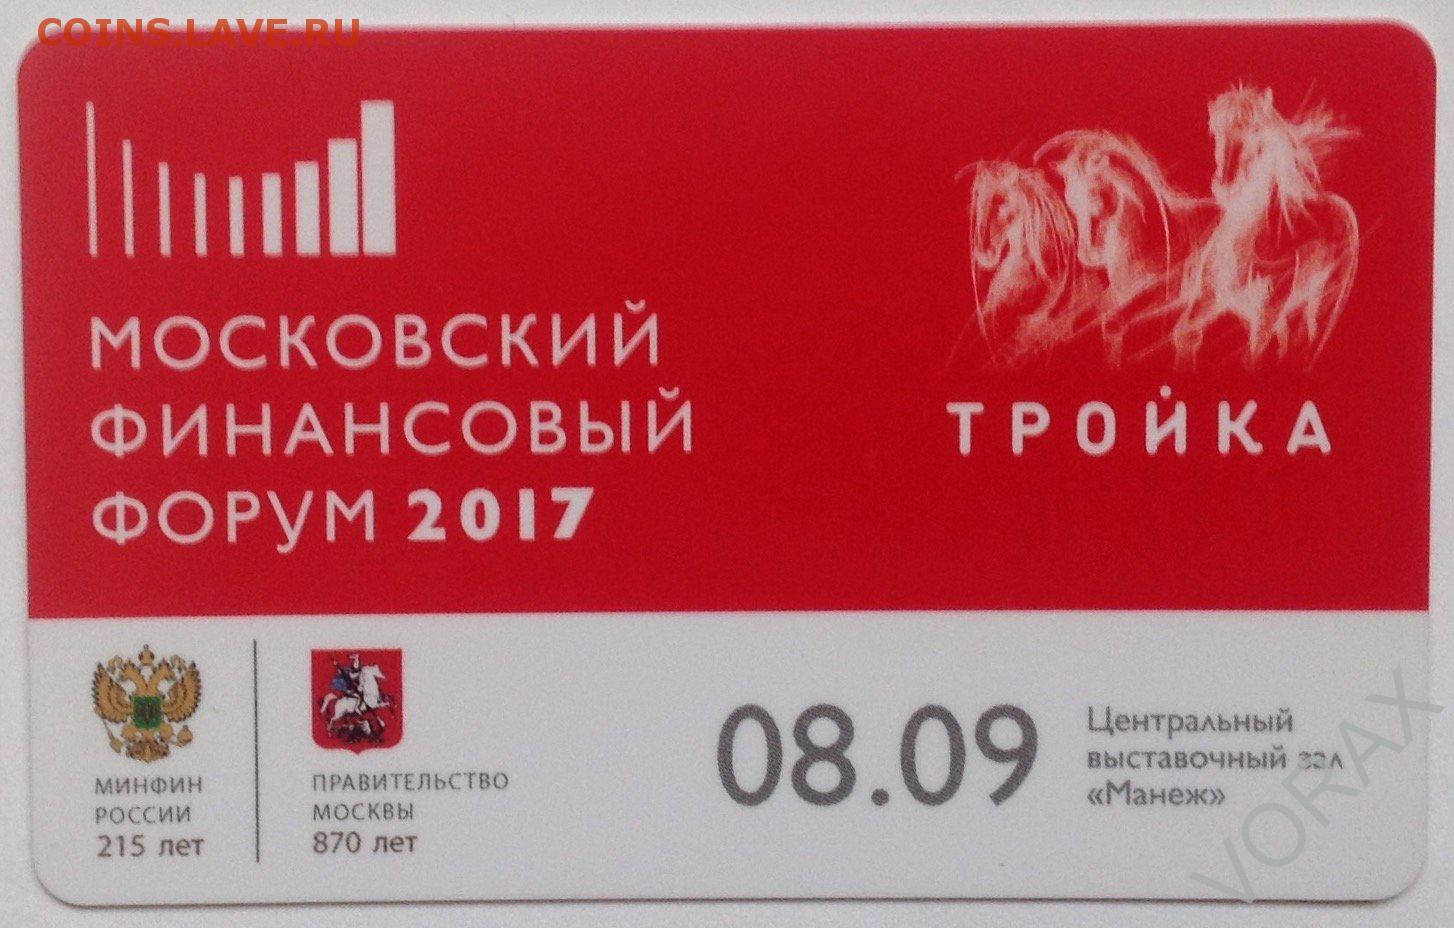 COINS.LAVE.RU
МОСКОВСКИЙ
ФИНАНСОВЫЙ
ФОРУМ 2017
ТРОЙКА
МИНФИН
РОССИИ
215 лет
ПРАВИТЕЛЬСТВО
МОСКВЫ
870 лет
08.09
Центральный
выставочный зал
«Манеж»
VORAX